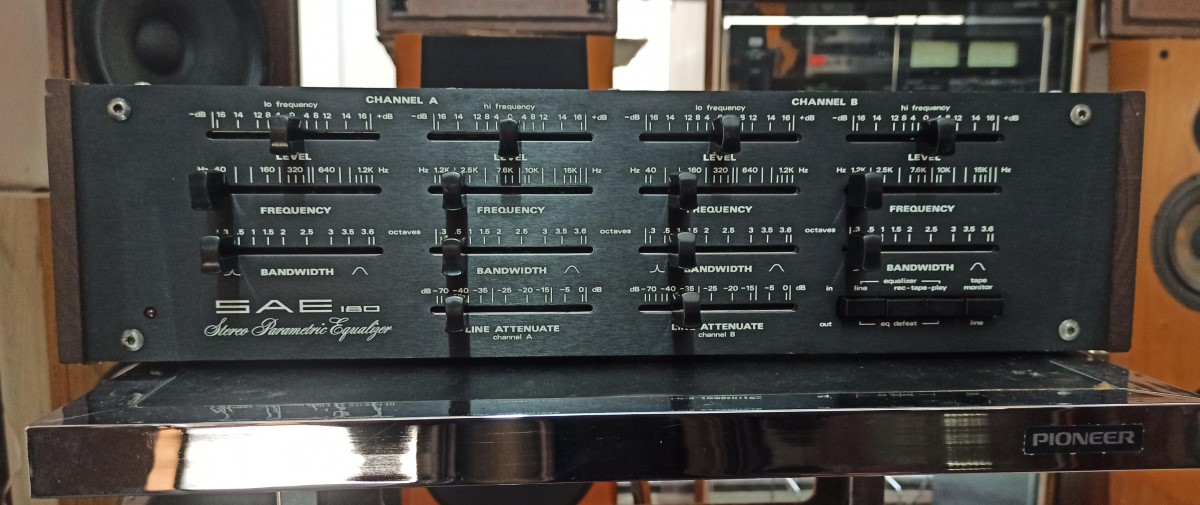 CHANNEL A CHANNEL B
lo frequency hi frequency lo frequency hi frequency
-dB 16 14 12 8 4 0 4 8 12 14 16 +dB -dB 16 14 12 8 4 0 4 8 12 14 16 +dB -dB 16 14 12 8 4 0 4 8 12 14 16 +dB -dB 16 14 12 8 4 0 4 8 12 14 16 +dB
LEVEL LEVEL LEVEL LEVEL
Hz 40 160 320 640 1.2K Hz Hz 1.2K 2.5K 7.6K 10K 15K Hz Hz 40 160 320 640 1.2K Hz Hz 1.2K 2.5K 7.6K 10K 15K Hz
FREQUENCY FREQUENCY FREQUENCY FREQUENCY
.3 .5 1 1.5 2 2.5 3 3.5 3.6 octaves .3 .5 1 1.5 2 2.5 3 3.5 3.6 octaves .3 .5 1 1.5 2 2.5 3 3.5 3.6 octaves .3 .5 1 1.5 2 2.5 3 3.5 3.6
BANDWIDTH BANDWIDTH BANDWIDTH BANDWIDTH
dB -70 -40 -35 -25 -20 -15 -5 0 dB dB -70 -40 -35 -25 -20 -15 -5 0 dB
in line equalizer rec-tape-play tape monitor
SAE 180
Stereo Parametric Equalizer
LINE ATTENUATE LINE ATTENUATE
channel A channel B
out eq defeat line
PIONEER